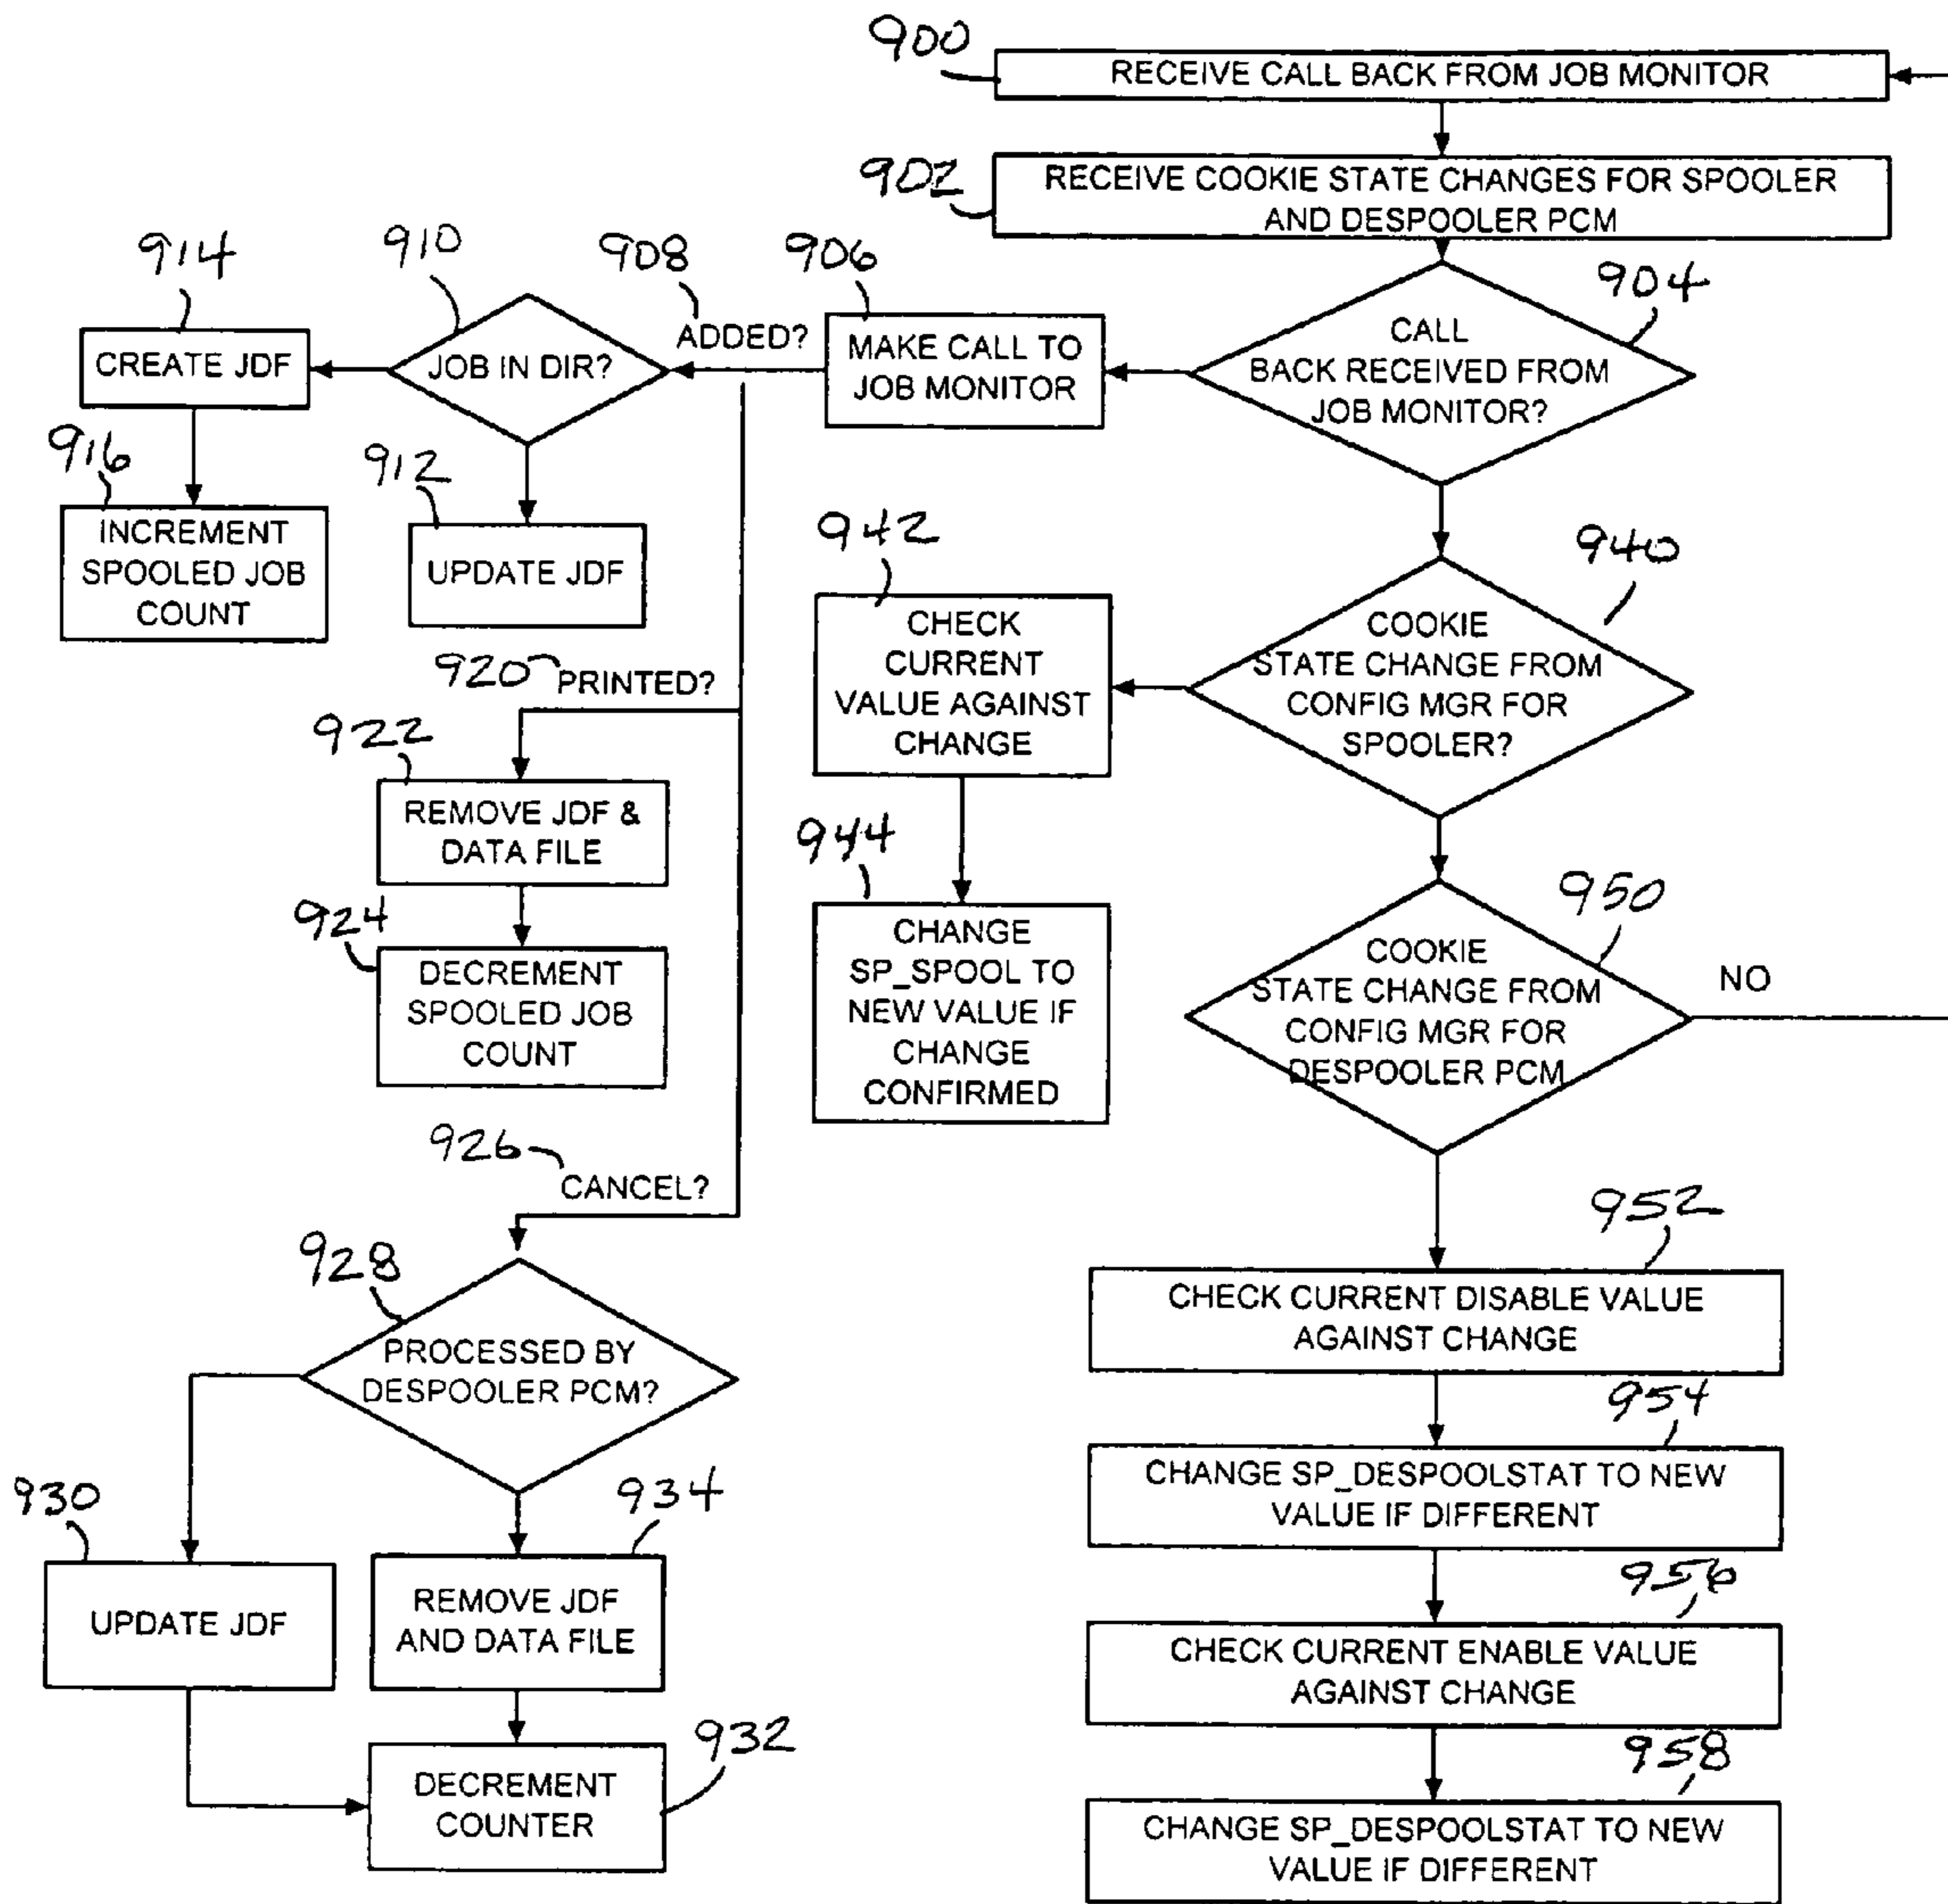 900
RECEIVE CALL BACK FROM JOB MONITOR
902
RECEIVE COOKIE STATE CHANGES FOR SPOOLER
AND DESPOOLER PCM
904
CALL
BACK RECEIVED FROM
JOB MONITOR?
906
MAKE CALL TO
JOB MONITOR
908
ADDED?
910
JOB IN DIR?
914
CREATE JDF
916
INCREMENT
SPOOLED JOB
COUNT
912
UPDATE JDF
920
PRINTED?
922
REMOVE JDF &
DATA FILE
924
DECREMENT
SPOOLED JOB
COUNT
926
CANCEL?
928
PROCESSED BY
DESPOOLER PCM?
930
UPDATE JDF
934
REMOVE JDF
AND DATA FILE
932
DECREMENT
COUNTER
940
COOKIE
STATE CHANGE FROM
CONFIG MGR FOR
SPOOLER?
942
CHECK
CURRENT
VALUE AGAINST
CHANGE
944
CHANGE
SP_SPOOL TO
NEW VALUE IF
CHANGE
CONFIRMED
950
COOKIE
STATE CHANGE FROM
CONFIG MGR FOR
DESPOOLER PCM
NO
952
CHECK CURRENT DISABLE VALUE
AGAINST CHANGE
954
CHANGE SP_DESPOOLSTAT TO NEW
VALUE IF DIFFERENT
956
CHECK CURRENT ENABLE VALUE
AGAINST CHANGE
958
CHANGE SP_DESPOOLSTAT TO NEW
VALUE IF DIFFERENT